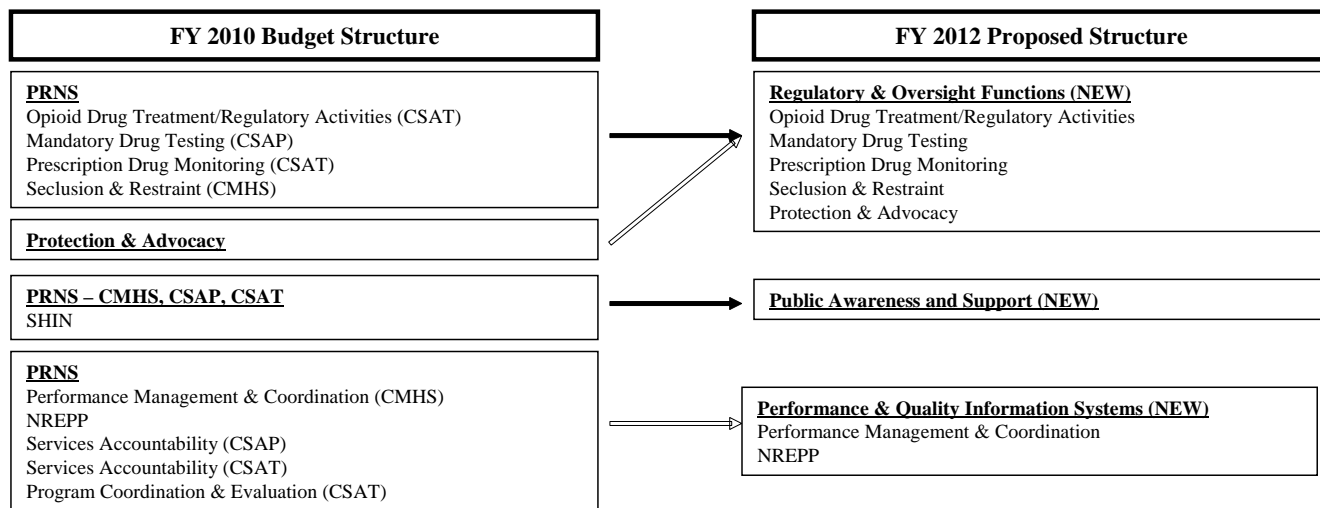 FY 2010 Budget Structure
FY 2012 Proposed Structure
PRNS
Opioid Drug Treatment/Regulatory Activities (CSAT)
Mandatory Drug Testing (CSAP)
Prescription Drug Monitoring (CSAT)
Seclusion & Restraint (CMHS)
Regulatory & Oversight Functions (NEW)
Opioid Drug Treatment/Regulatory Activities
Mandatory Drug Testing
Prescription Drug Monitoring
Seclusion & Restraint
Protection & Advocacy
Protection & Advocacy
PRNS – CMHS, CSAP, CSAT
SHIN
Public Awareness and Support (NEW)
PRNS
Performance Management & Coordination (CMHS)
NREPP
Services Accountability (CSAP)
Services Accountability (CSAT)
Program Coordination & Evaluation (CSAT)
Performance & Quality Information Systems (NEW)
Performance Management & Coordination
NREPP